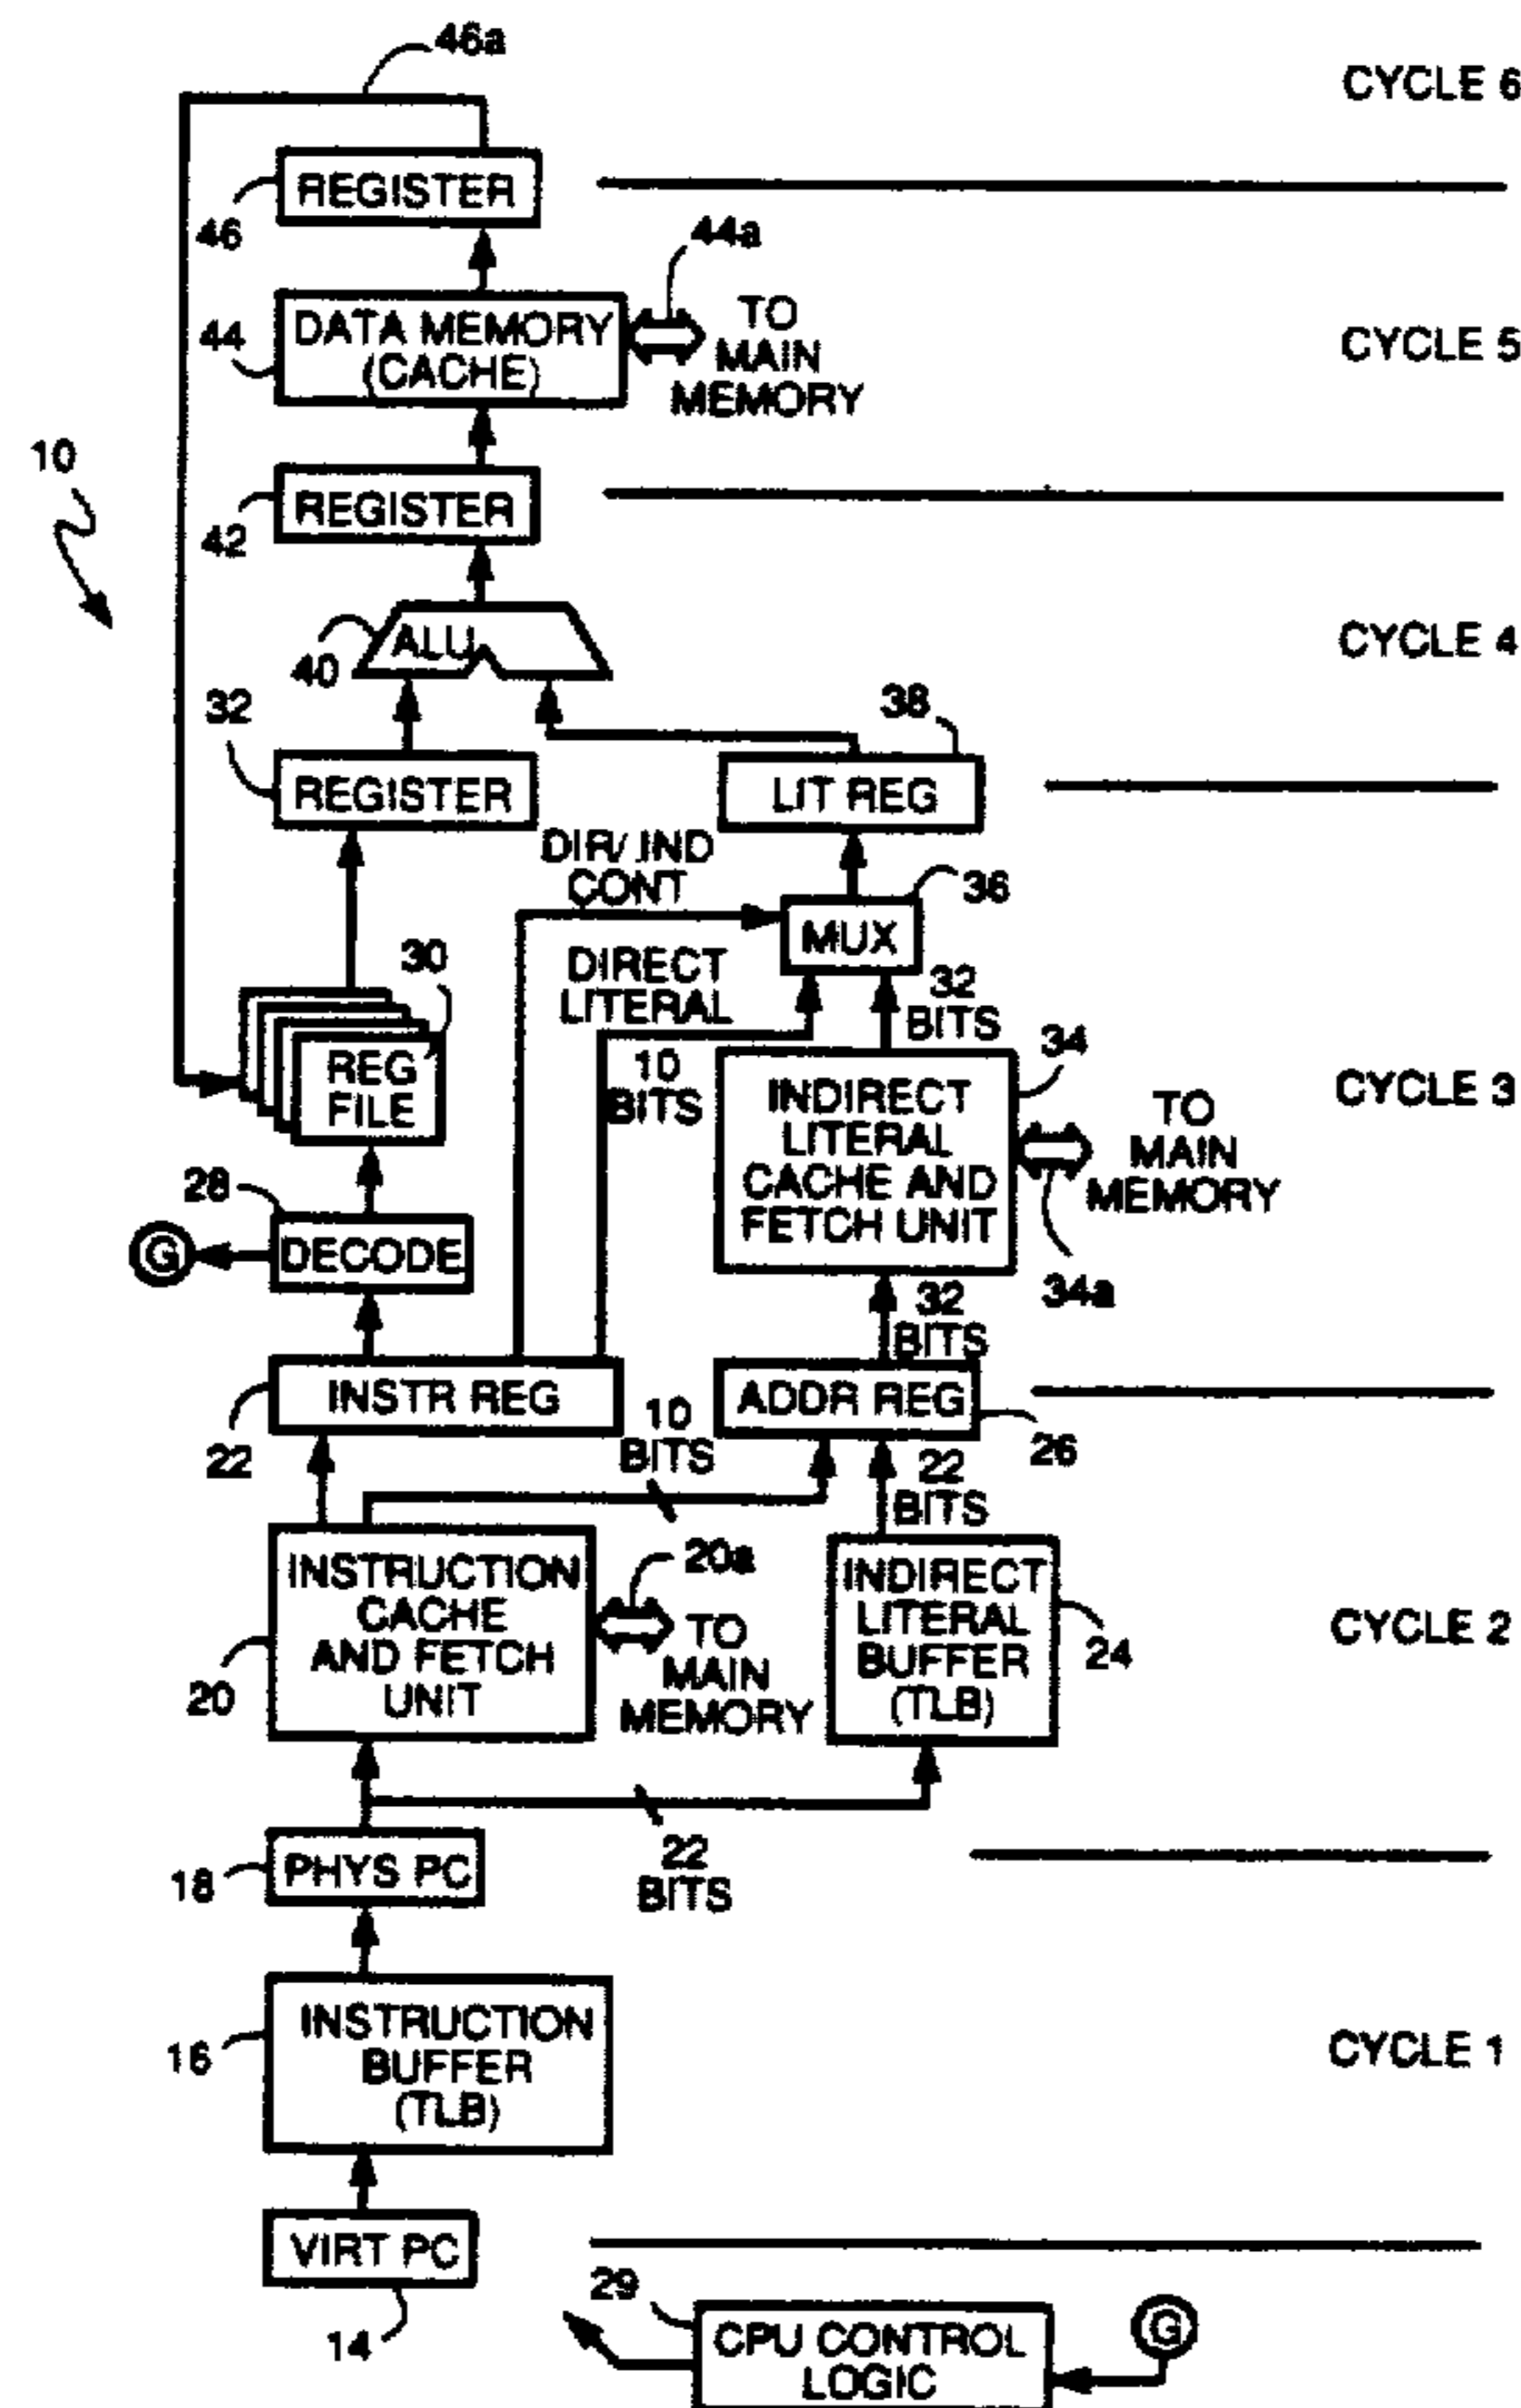 46a
CYCLE 6
REGISTER
46
44a
44
DATA MEMORY
(CACHE)
TO
MAIN
MEMORY
CYCLE 5
10
REGISTER
42
ALU
40
CYCLE 4
32
38
REGISTER
LIT REG
DIR/ IND
CONT
36
MUX
30
DIRECT
LITERAL
32
BITS
34
REG
FILE
10
BITS
INDIRECT
LITERAL
CACHE AND
FETCH UNIT
TO
MAIN
MEMORY
CYCLE 3
28
G
DECODE
34a
32
BITS
INSTR REG
ADDR REG
22
10
BITS
26
22
BITS
20a
INSTRUCTION
CACHE
AND FETCH
UNIT
20
TO
MAIN
MEMORY
INDIRECT
LITERAL
BUFFER
(TLB)
24
CYCLE 2
18
PHYS PC
22
BITS
16
INSTRUCTION
BUFFER
(TLB)
CYCLE 1
VIRT PC
14
29
CPU CONTROL
LOGIC
G